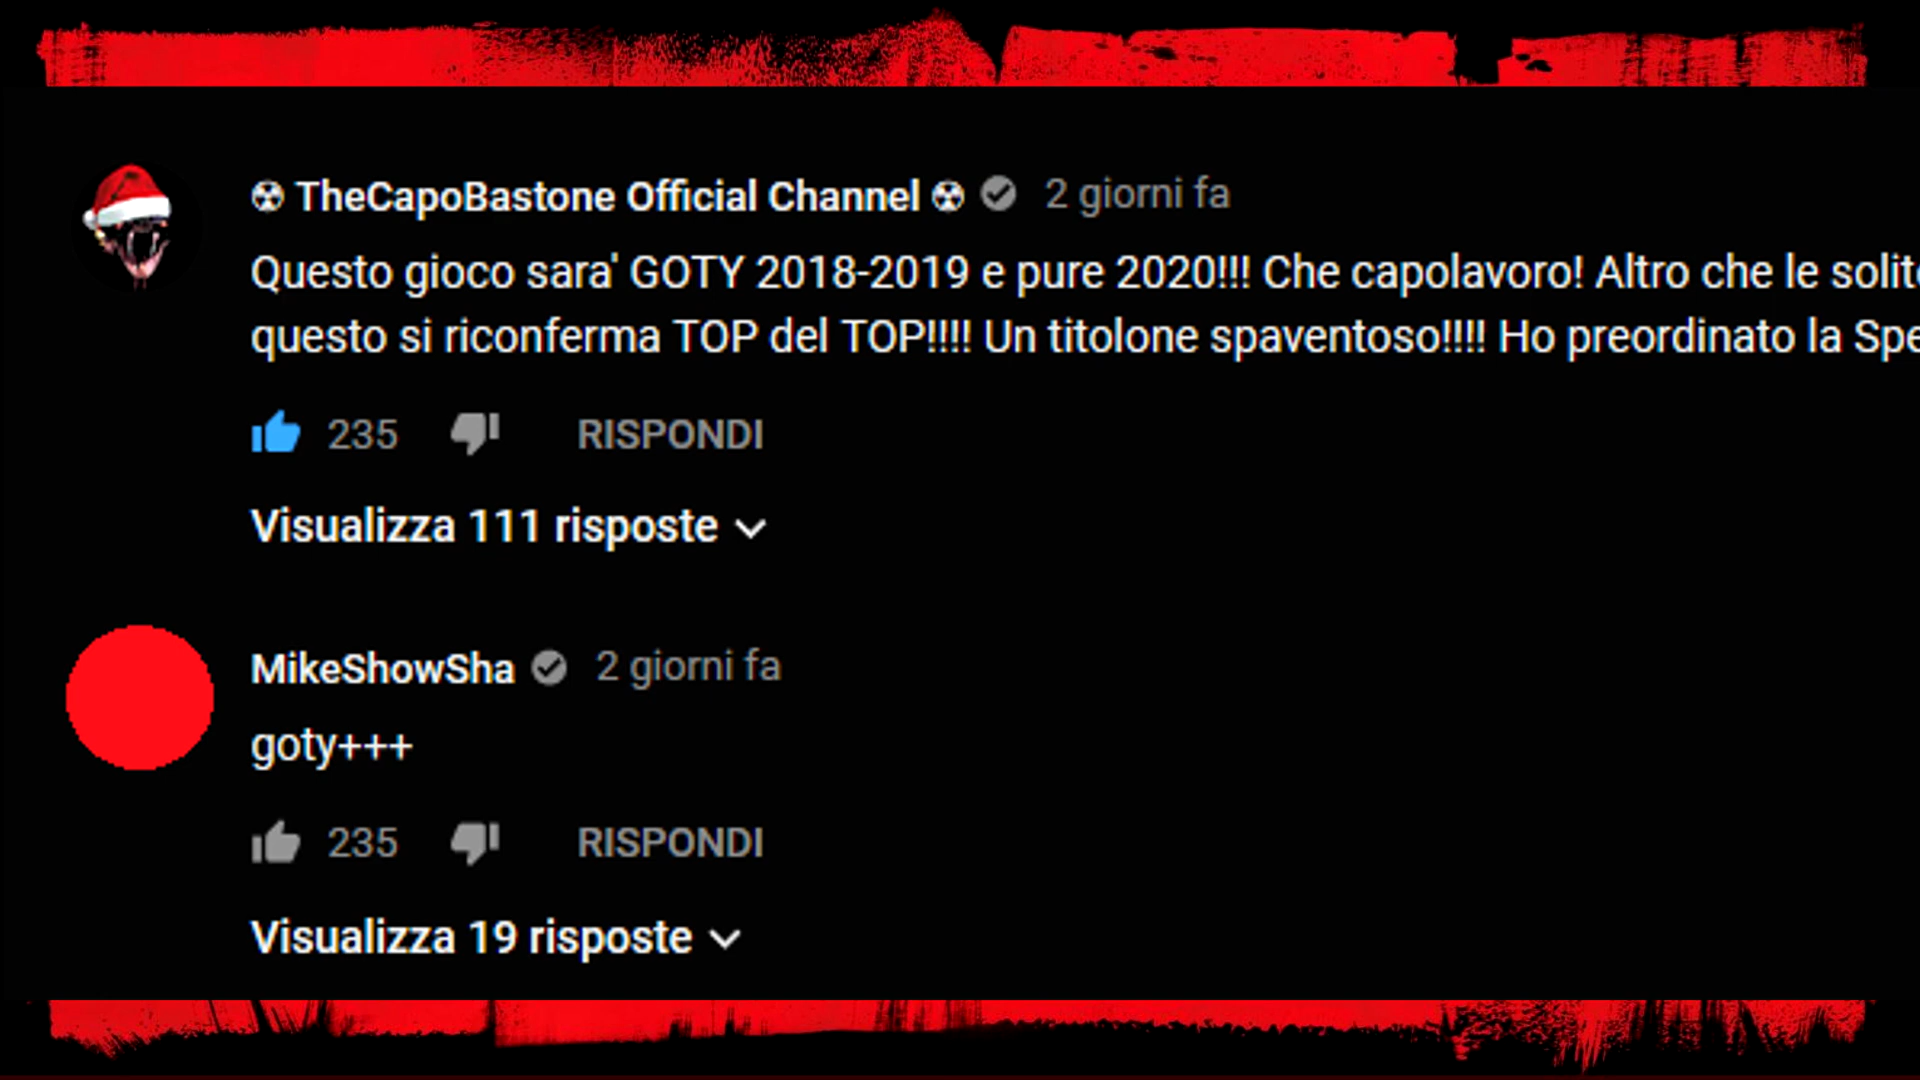 ☢ TheCapoBastone Official Channel ☢ 2 giorni fa
Questo gioco sara' GOTY 2018-2019 e pure 2020!!! Che capolavoro! Altro che le
questo si riconferma TOP del TOP!!!! Un titolone spaventoso!!!! Ho preordinato la
235 RISPONDI
Visualizza 111 risposte
MikeShowSha 2 giorni fa
goty+++
235 RISPONDI
Visualizza 19 risposte